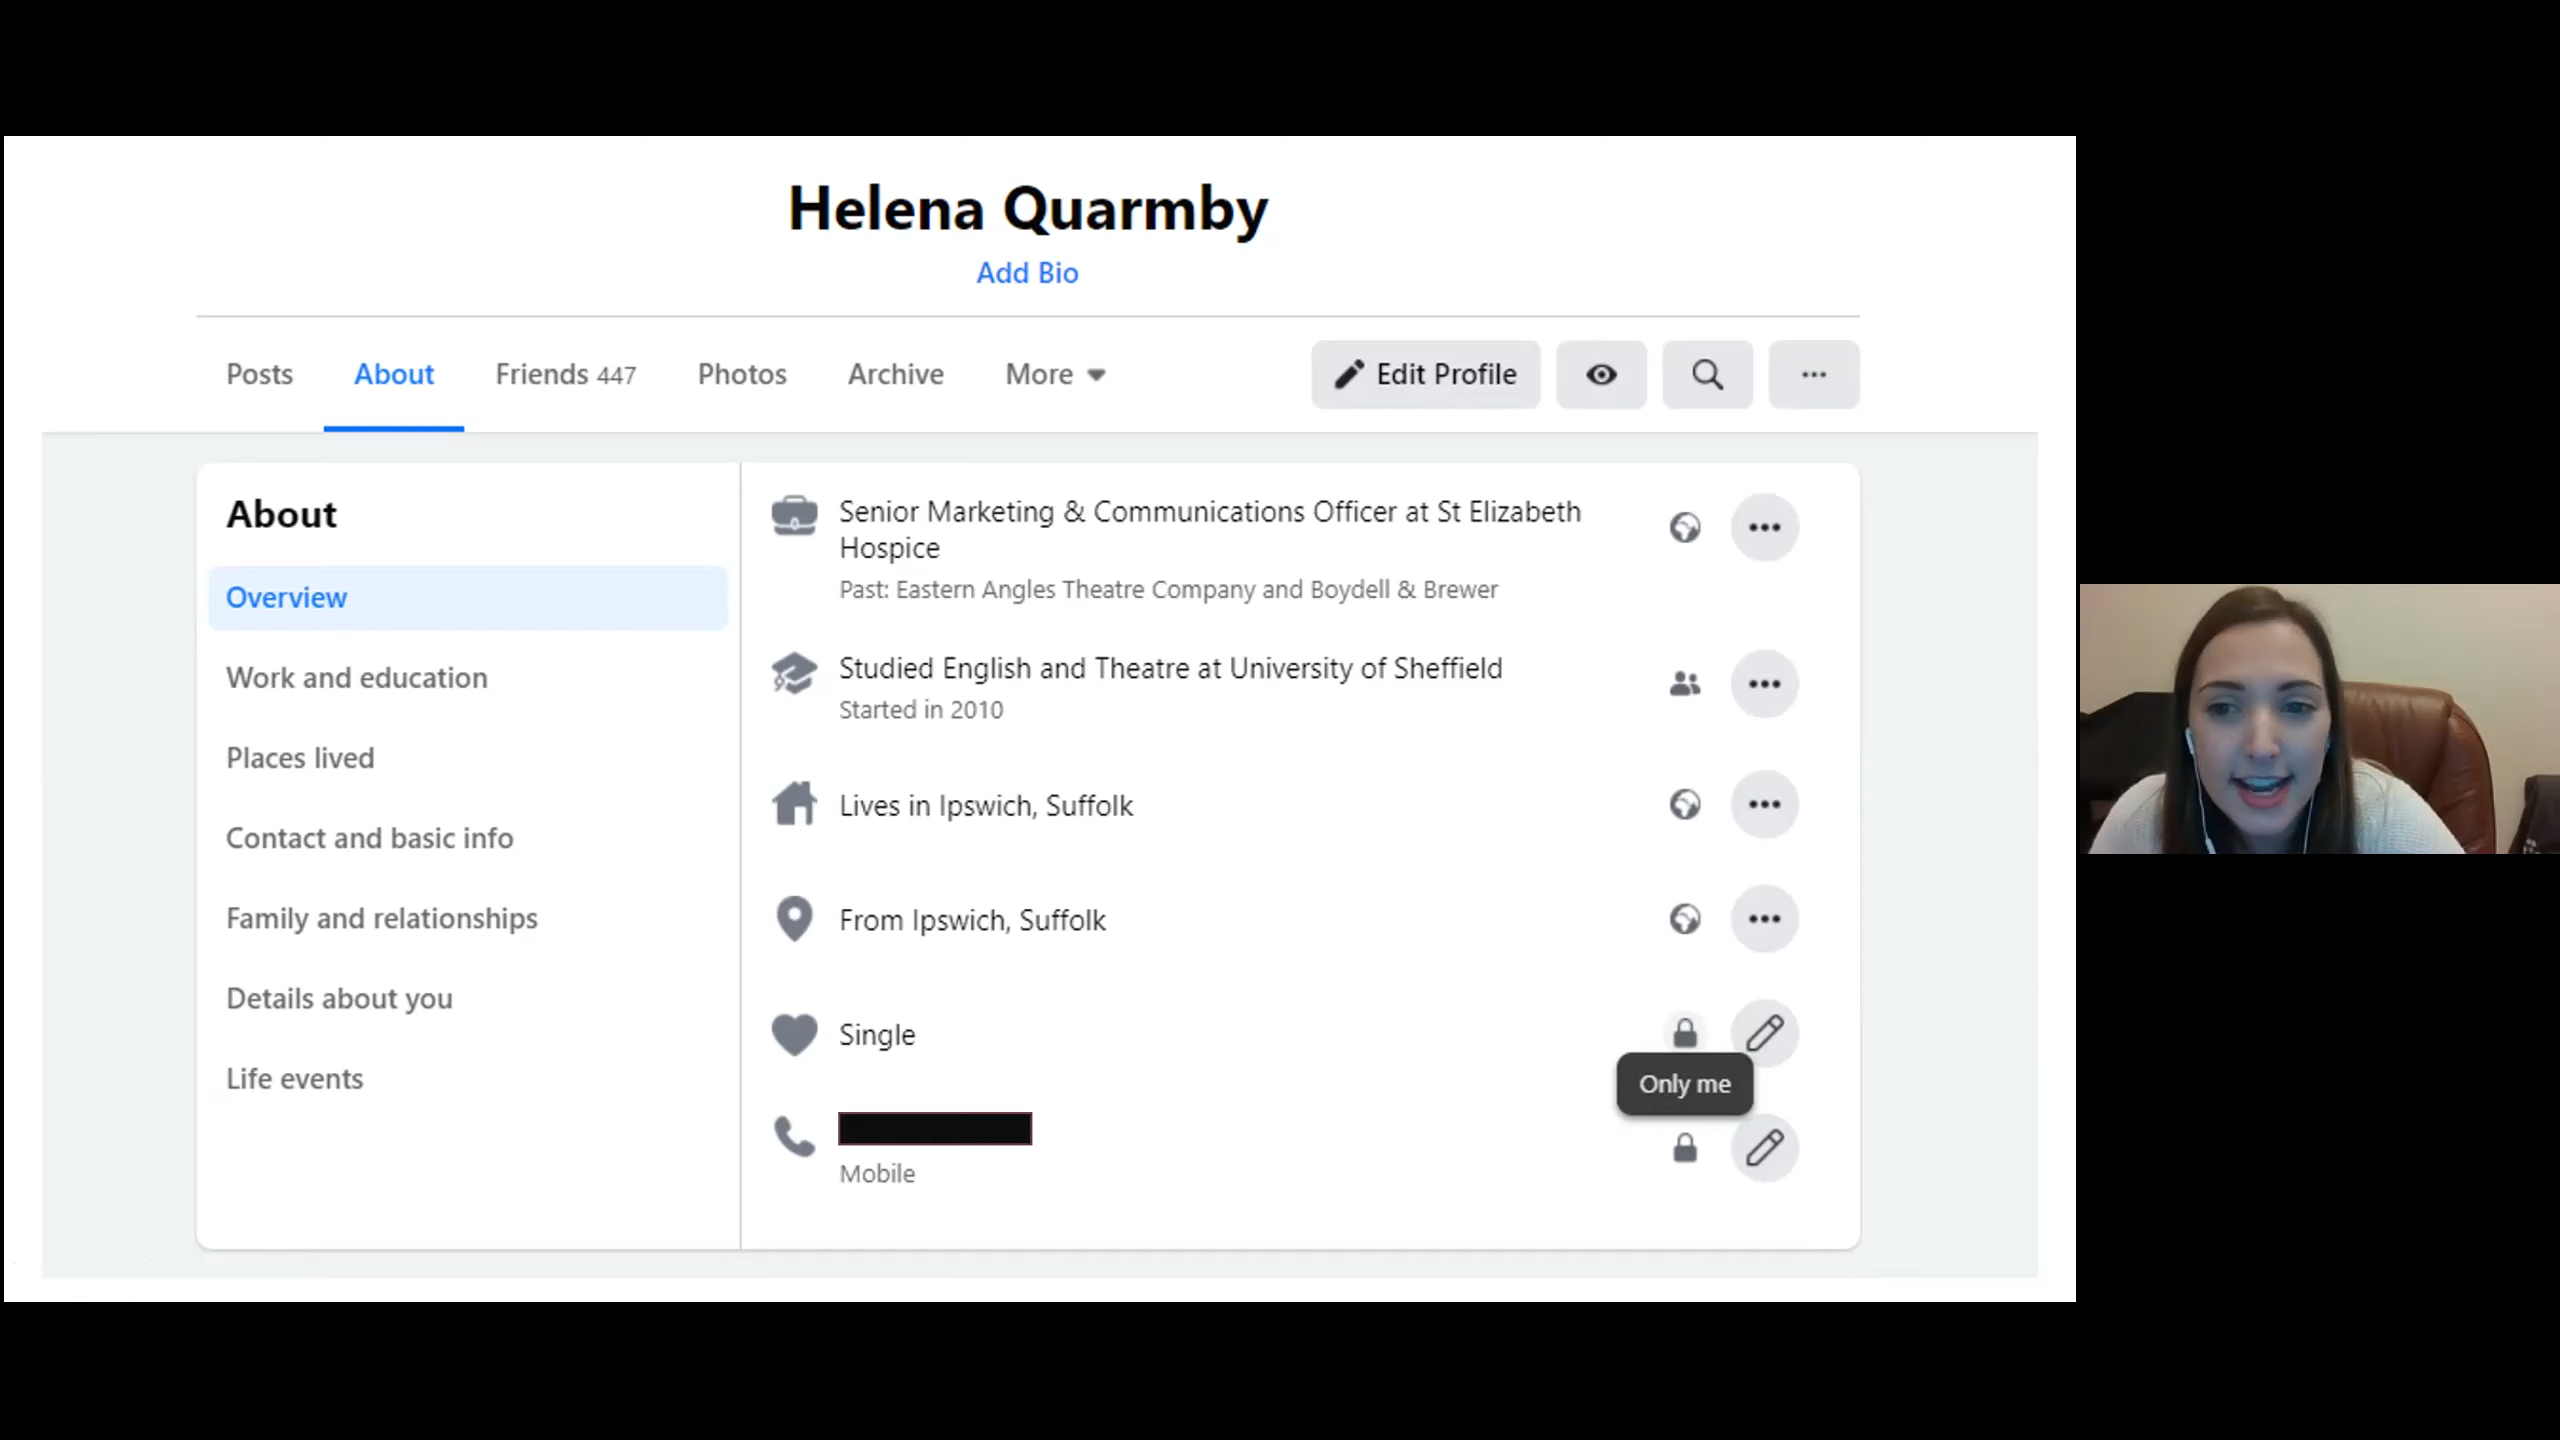 Helena Quarmby
Add Bio
Posts About Friends 447 Photos Archive More Edit Profile
About
Overview
Work and education
Places lived
Contact and basic info
Family and relationships
Details about you
Life events
Senior Marketing & Communications Officer at St Elizabeth
Hospice
Past: Eastern Angles Theatre Company and Boydell & Brewer
Studied English and Theatre at University of Sheffield
Started in 2010
Lives in Ipswich, Suffolk
From Ipswich, Suffolk
Single
Only me
Mobile